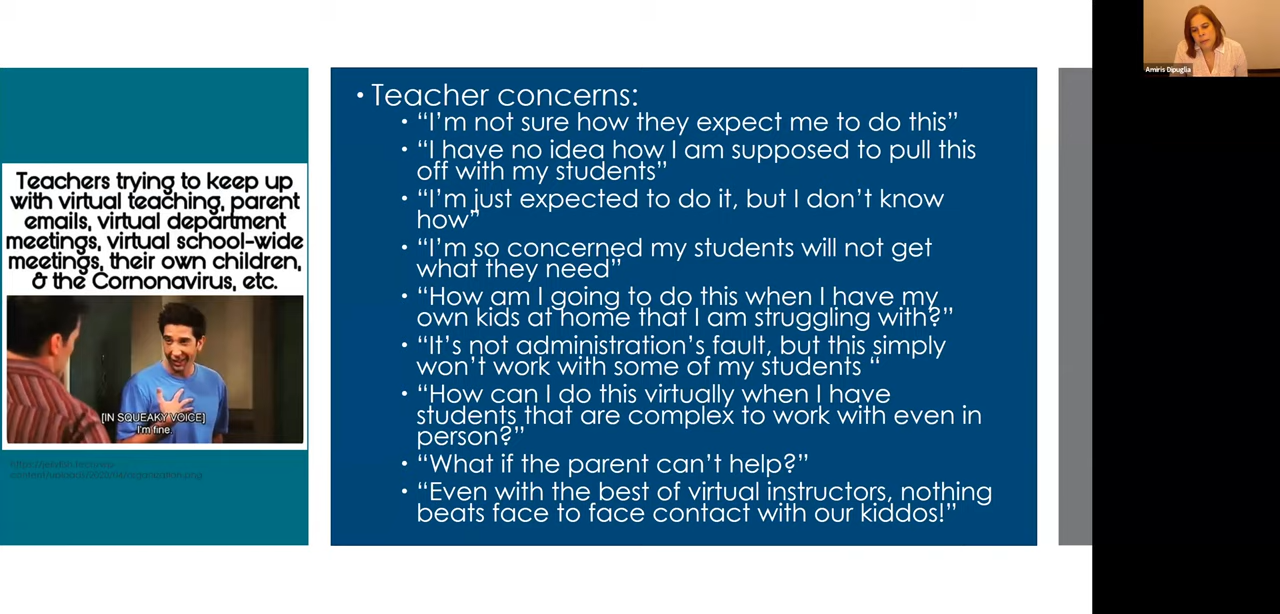 Teachers trying to keep up
with virtual teaching, parent
emails, virtual department
meetings, virtual school-wide
meetings, their own children,
& the Cornonavirus, etc.
[IN SQUEAKY VOICE]
I'm fine.
• Teacher concerns:
• “I’m not sure how they expect me to do this”
• “I have no idea how I am supposed to pull this
off with my students”
• “I’m just expected to do it, but I don’t know
how”
• “I’m so concerned my students will not get
what they need”
• “How am I going to do this when I have my
own kids at home that I am struggling with?”
• “It’s not administration’s fault, but this simply
won’t work with some of my students “
• “How can I do this virtually when I have
students that are complex to work with even in
person?”
• “What if the parent can’t help?”
• “Even with the best of virtual instructors, nothing
beats face to face contact with our kiddos!”
Amiris Dipuglia